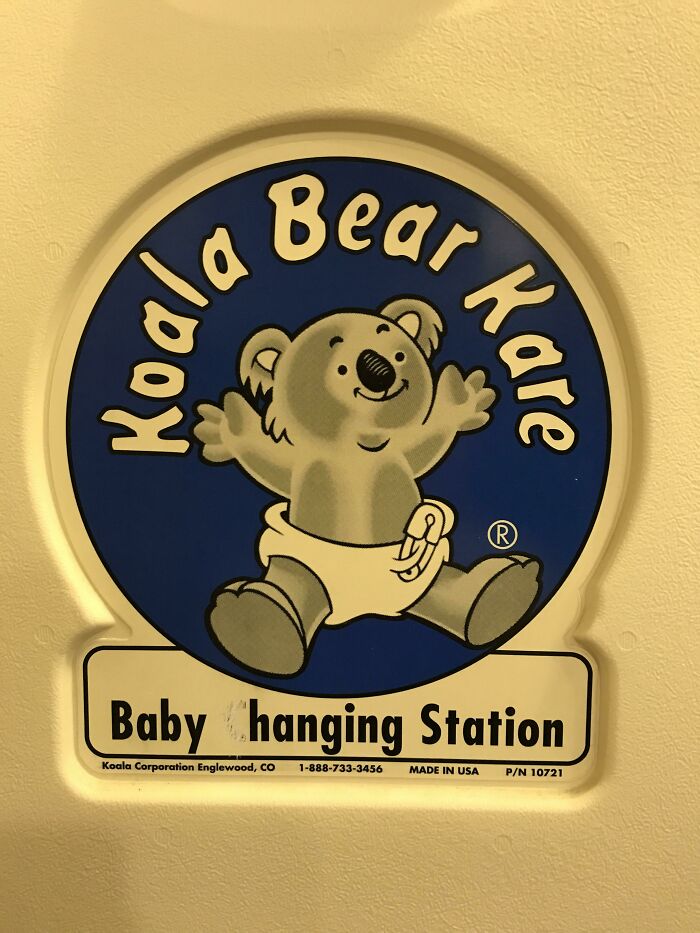 Koala Bear Kare
®
Baby hanging Station
Koala Corporation Englewood, CO 1-888-733-3456 MADE IN USA P/N 10721